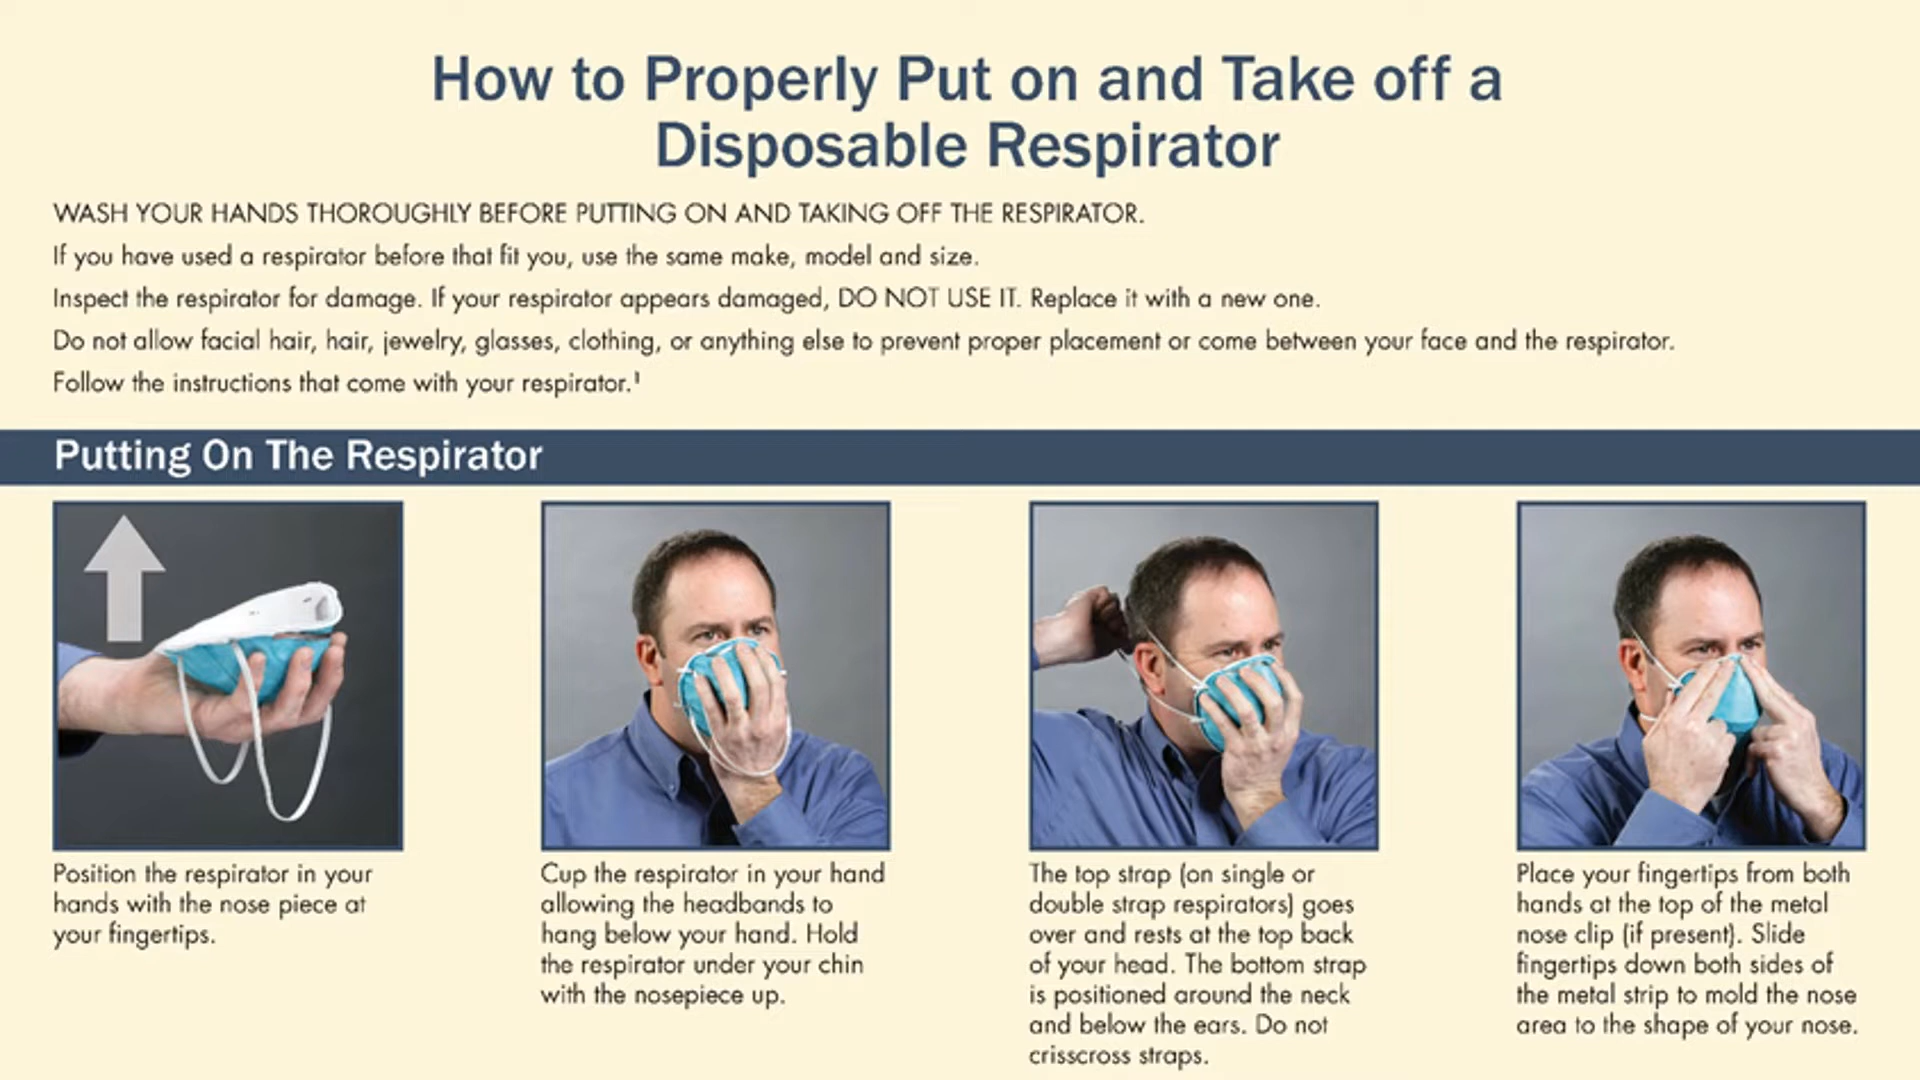 How to Properly Put on and Take off a
Disposable Respirator
WASH YOUR HANDS THOROUGHLY BEFORE PUTTING ON AND TAKING OFF THE RESPIRATOR.
If you have used a respirator before that fit you, use the same make, model and size.
Inspect the respirator for damage. If your respirator appears damaged, DO NOT USE IT. Replace it with a new one.
Do not allow facial hair, hair, jewelry, glasses, clothing, or anything else to prevent proper placement or come between your face and the respirator.
Follow the instructions that come with your respirator.¹
Putting On The Respirator
Position the respirator in your
hands with the nose piece at
your fingertips.
Cup the respirator in your hand
allowing the headbands to
hang below your hand. Hold
the respirator under your chin
with the nosepiece up.
The top strap (on single or
double strap respirators) goes
over and rests at the top back
of your head. The bottom strap
is positioned around the neck
and below the ears. Do not
crisscross straps.
Place your fingertips from both
hands at the top of the metal
nose clip (if present). Slide
fingertips down both sides of
the metal strip to mold the nose
area to the shape of your nose.